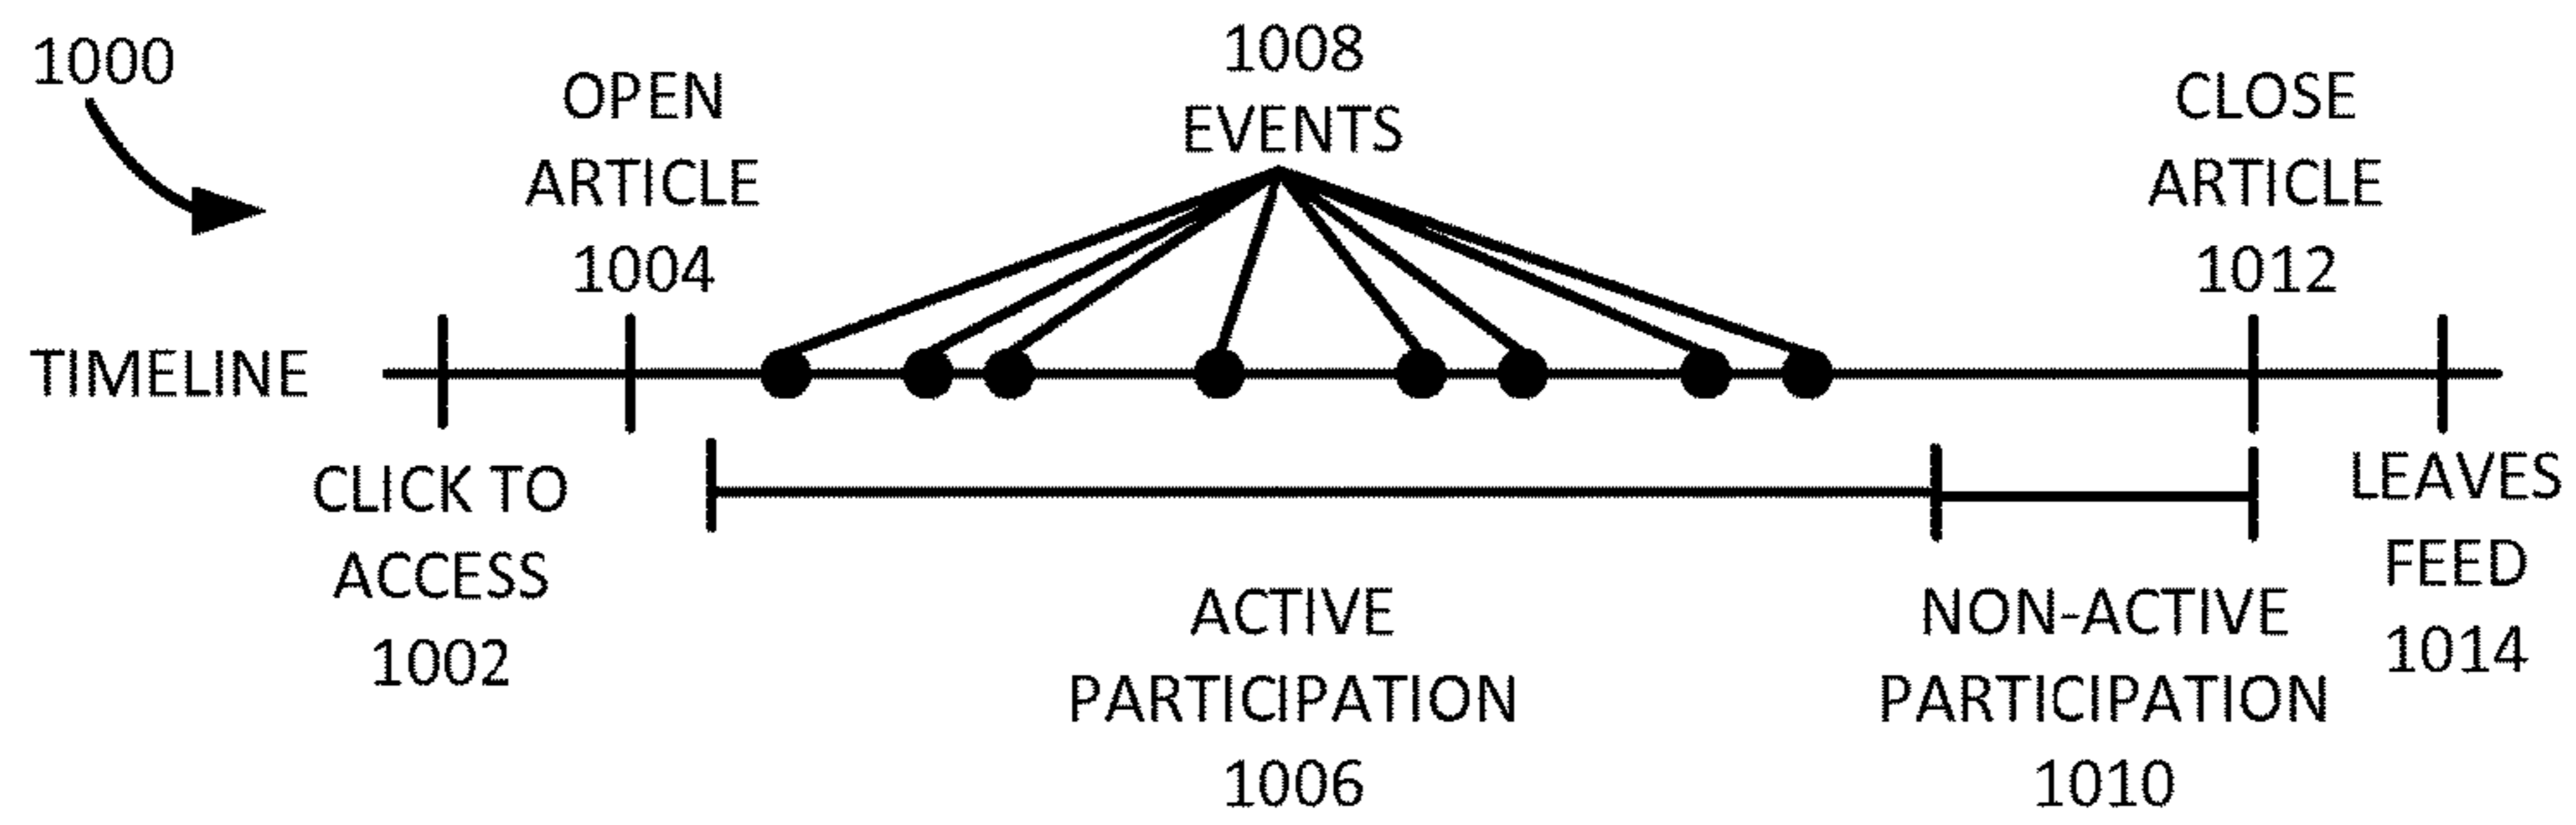 1000
OPEN
ARTICLE
1004
1008
EVENTS
CLOSE
ARTICLE
1012
TIMELINE
CLICK TO
ACCESS
1002
ACTIVE
PARTICIPATION
1006
NON-ACTIVE
PARTICIPATION
1010
LEAVES
FEED
1014